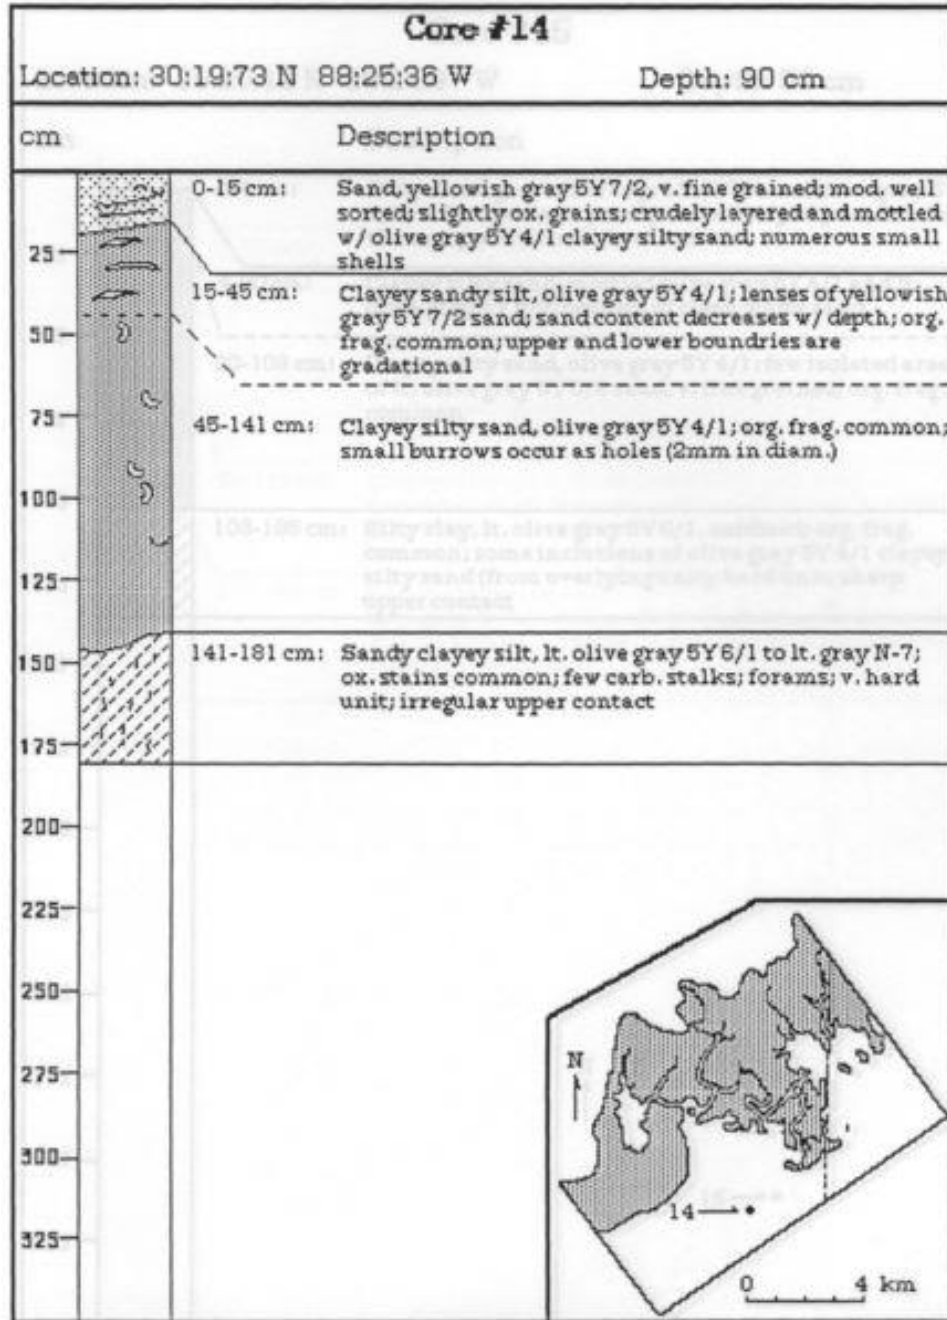 Core #14
Location: 30:19:73 N 88:25:36 W Depth: 90 cm
cm Description
0-15 cm: Sand, yellowish gray 5Y 7/2, v. fine grained; mod. well
sorted; slightly ox. grains; crudely layered and mottled
w/ olive gray 5Y 4/1 clayey silty sand; numerous small
shells
25
15-45 cm: Clayey sandy silt, olive gray 5Y 4/1; lenses of yellowish
gray 5Y 7/2 sand; sand content decreases w/ depth; org.
frag. common; upper and lower boundries are
gradational
50
75
45-141 cm: Clayey silty sand, olive gray 5Y 4/1; org. frag. common;
small burrows occur as holes (2mm in diam.)
100
125
141-181 cm: Sandy clayey silt, lt. olive gray 5Y 6/1 to lt. gray N-7;
ox. stains common; few carb. stalks; forams; v. hard
unit; irregular upper contact
150
175
200
225
250
275
300
325
N
14
0 4 km